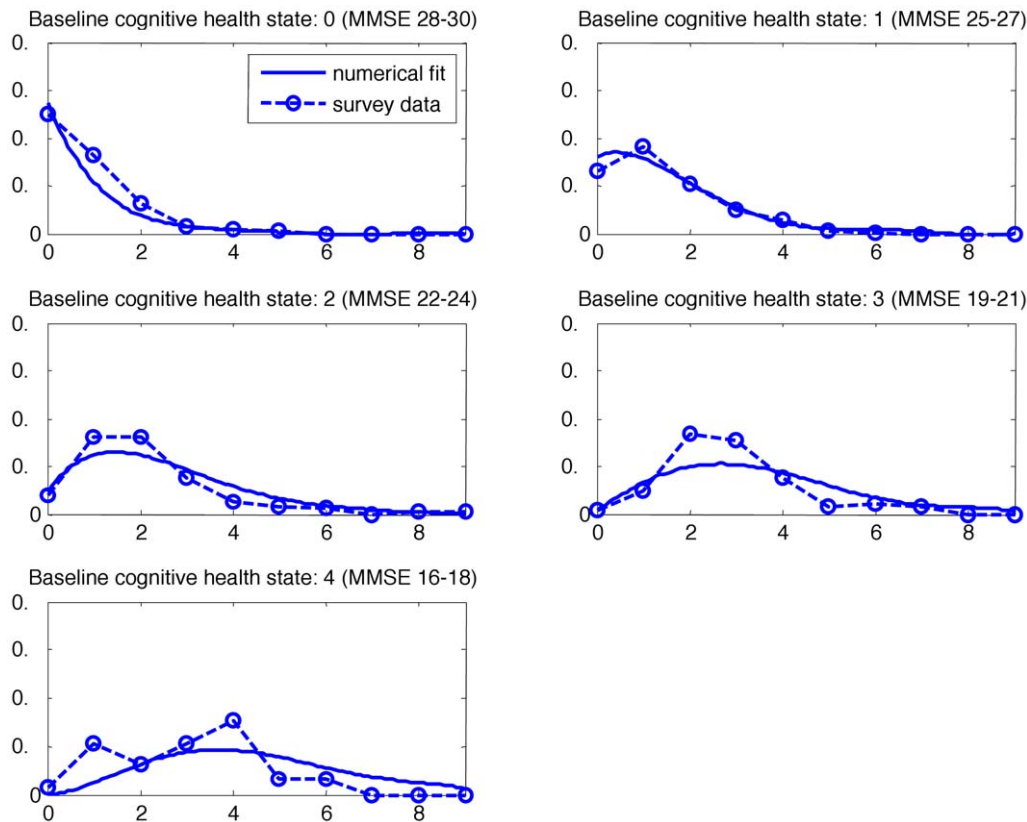 Baseline cognitive health state: 0 (MMSE 28-30)
0.
0.
0.
0.
0
0 2 4 6 8
numerical fit
survey data
Baseline cognitive health state: 1 (MMSE 25-27)
0.
0.
0.
0.
0
0 2 4 6 8
Baseline cognitive health state: 2 (MMSE 22-24)
0.
0.
0.
0.
0
0 2 4 6 8
Baseline cognitive health state: 3 (MMSE 19-21)
0.
0.
0.
0.
0
0 2 4 6 8
Baseline cognitive health state: 4 (MMSE 16-18)
0.
0.
0.
0.
0
0 2 4 6 8